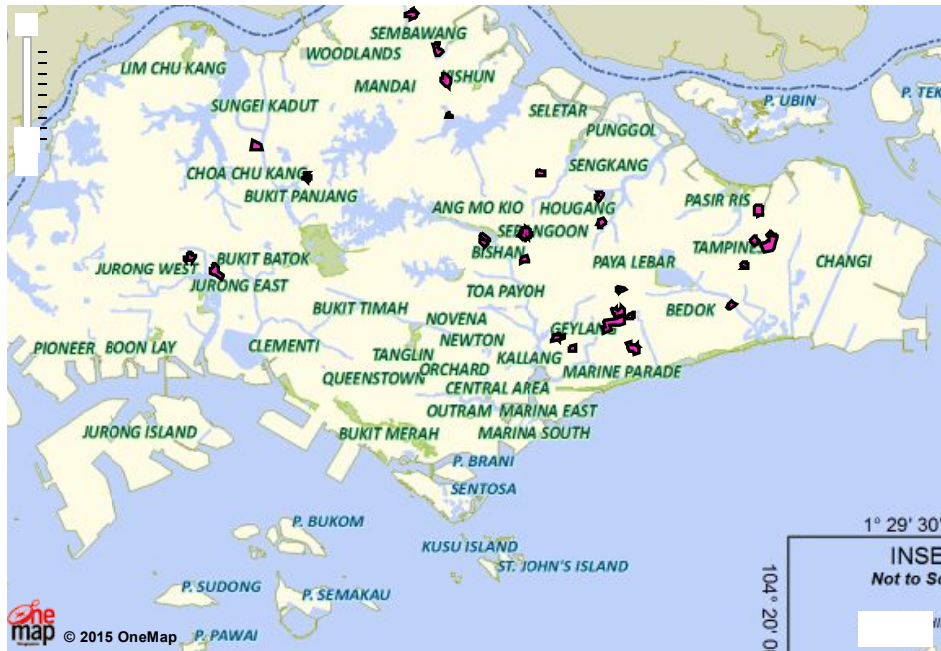 SEMBAWANG
WOODLANDS
LIM CHU KANG
YISHUN
MANDAI
P. UBIN
P. TEK
SUNGEI KADUT
SELETAR
PUNGGOL
SENGKANG
CHOA CHU KANG
BUKIT PANJANG
PASIR RIS
ANG MO KIO
HOUGANG
SERANGOON
TAMPINES
BISHAN
BUKIT BATOK
PAYA LEBAR
CHANGI
JURONG WEST
JURONG EAST
TOA PAYOH
BUKIT TIMAH
BEDOK
NOVENA
GEYLANG
NEWTON
PIONEER
BOON LAY
CLEMENTI
TANGLIN
KALLANG
ORCHARD
MARINE PARADE
QUEENSTOWN
CENTRAL AREA
OUTRAM
MARINA EAST
JURONG ISLAND
BUKIT MERAH
MARINA SOUTH
P. BRANI
SENTOSA
P. BUKOM
1° 29' 30'
KUSU ISLAND
INSE
ST. JOHN'S ISLAND
Not to Sc
P. SUDONG
P. SEMAKAU
104° 20' 0
One
map
© 2015 OneMap
P. PAWAI